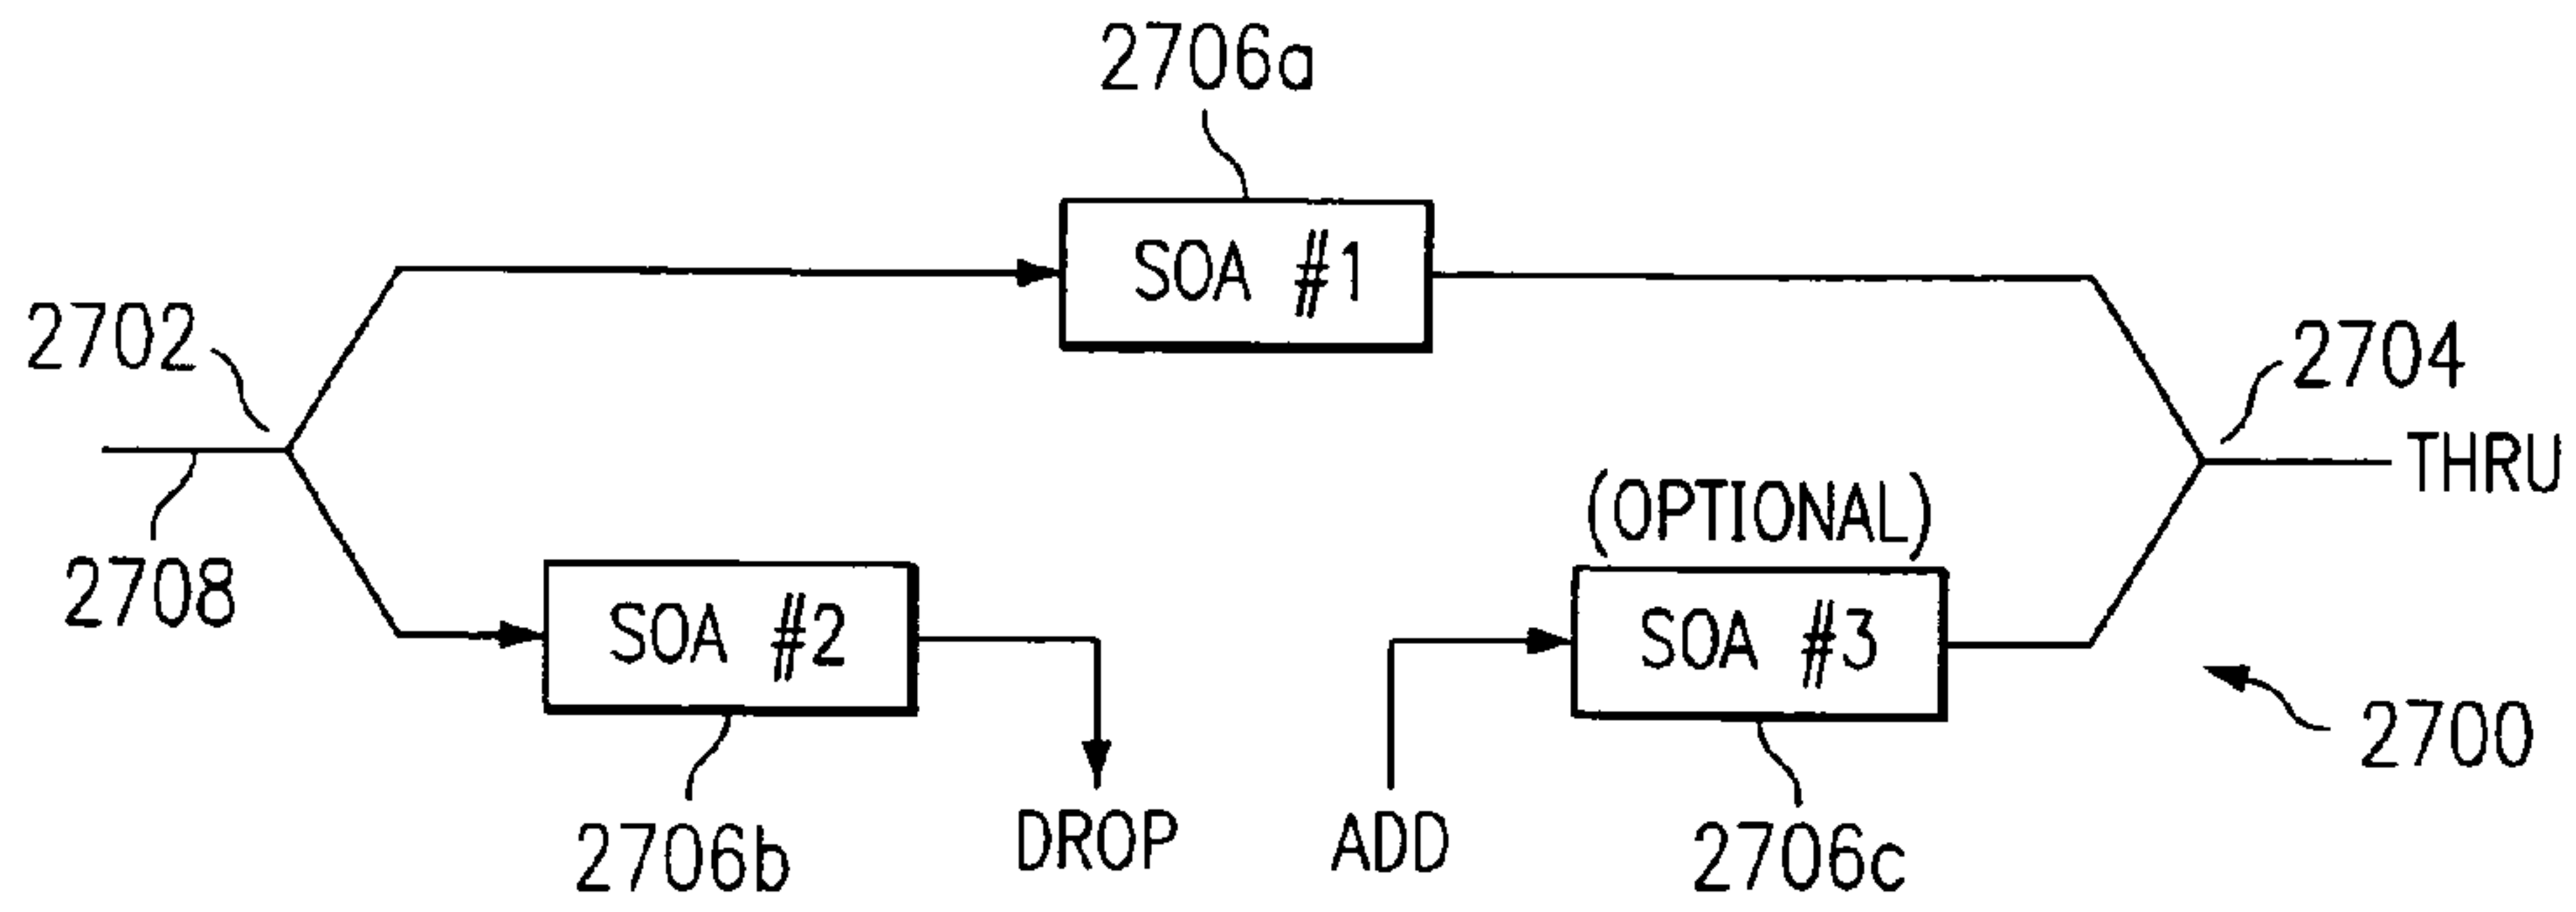 2706a
SOA #1
2702
2704
THRU
2708
(OPTIONAL)
SOA #2
SOA #3
2700
DROP
ADD
2706b
2706c